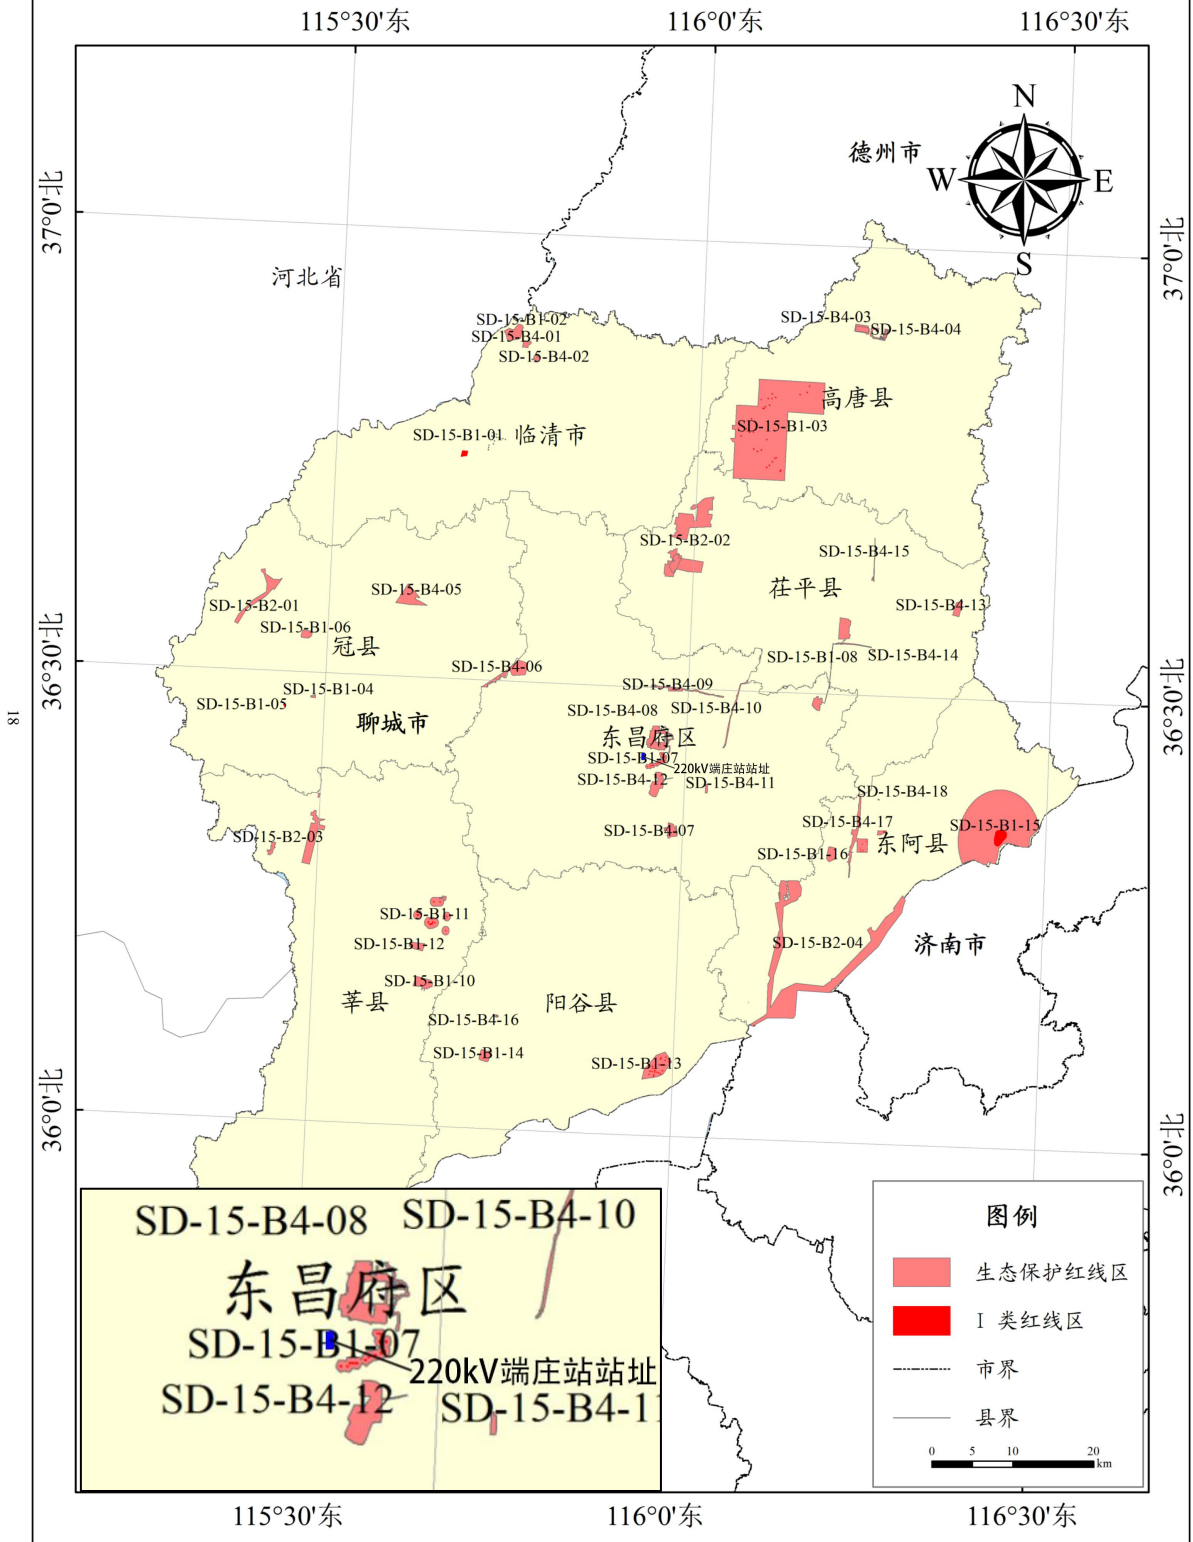 115°30'东 116°0'东 116°30'东
N
德州市
W E
S
37°0'北
37°0'北
河北省
SD-15-B1-02
SD-15-B4-01
SD-15-B4-02
SD-15-B4-03
SD-15-B4-04
高唐县
SD-15-B1-03
SD-15-B1-01 临清市
SD-15-B2-02
SD-15-B4-15
茌平县
SD-15-B4-05
SD-15-B2-01
SD-15-B4-13
SD-15-B1-06
冠县
36°30'北
36°30'北
SD-15-B1-08 SD-15-B4-14
SD-15-B4-06
SD-15-B4-09
SD-15-B1-04
SD-15-B1-05
SD-15-B4-08 SD-15-B4-10
聊城市
18
东昌府区
SD-15-B1-07
220kV端庄站站址
SD-15-B4-12 SD-15-B4-11
SD-15-B4-18
SD-15-B4-17
SD-15-B1-15
SD-15-B4-07
SD-15-B2-03
东阿县
SD-15-B1-16
SD-15-B1-11
SD-15-B1-12
SD-15-B2-04
济南市
SD-15-B1-10
莘县
阳谷县
SD-15-B4-16
SD-15-B1-14
SD-15-B1-13
36°0'北
36°0'北
SD-15-B4-08 SD-15-B4-10
东昌府区
SD-15-B1-07
220kV端庄站站址
SD-15-B4-12 SD-15-B4-11
图例
生态保护红线区
I 类红线区
市界
县界
0 5 10 20
km
115°30'东 116°0'东 116°30'东